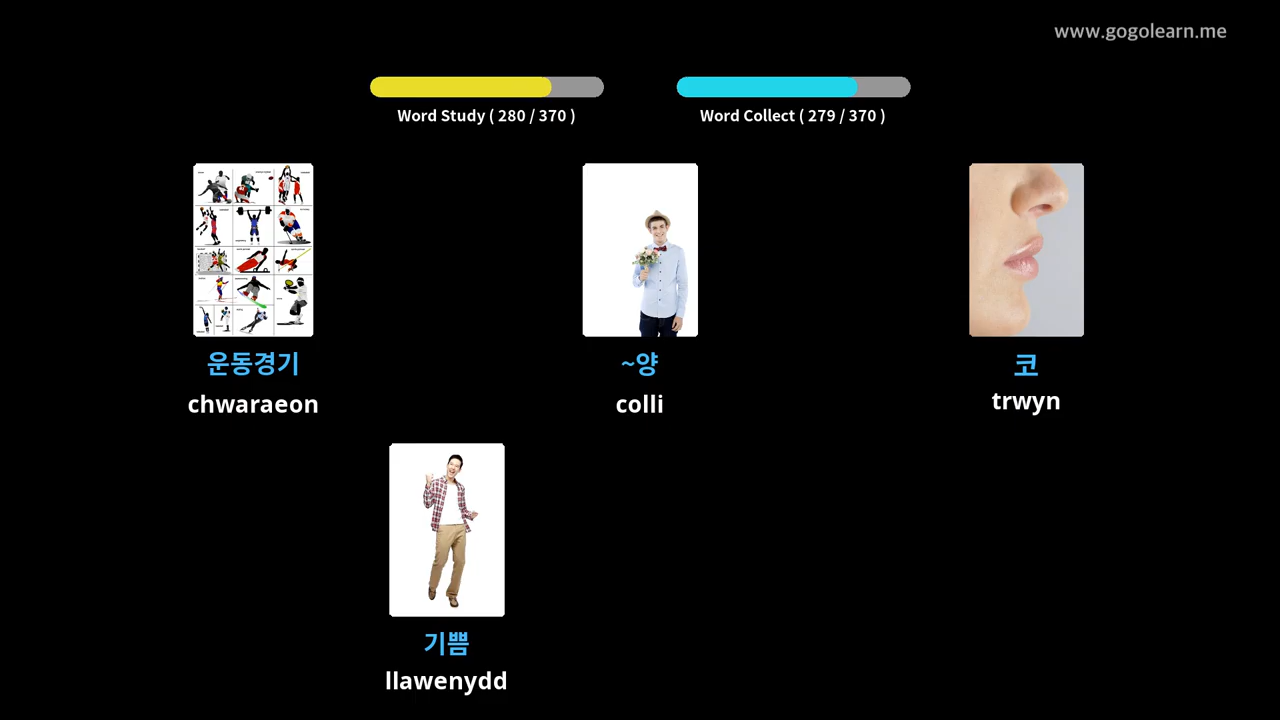 www.gogolearn.me
Word Study ( 280 / 370 )
Word Collect ( 279 / 370 )
운동경기
chwaraeon
~양
colli
코
trwyn
기쁨
llawenydd